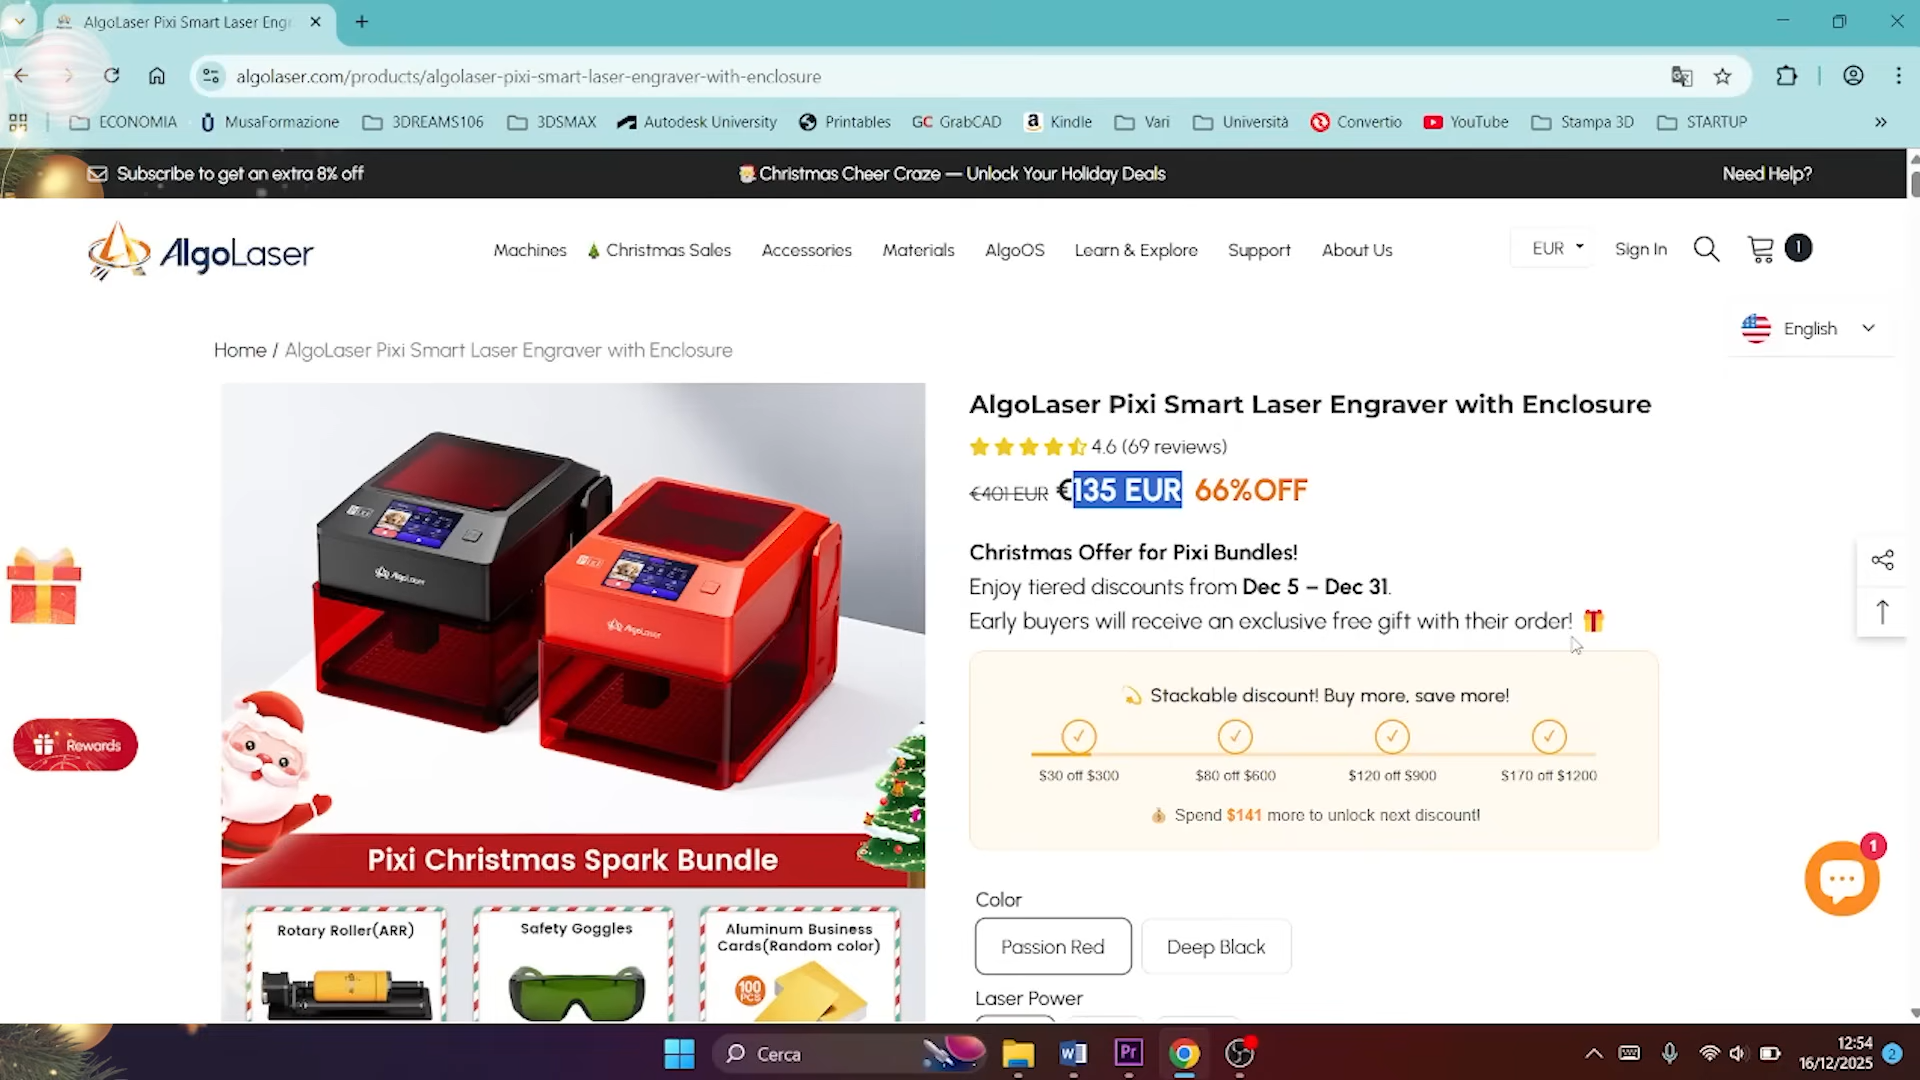 AlgoLaser Pixi Smart Laser Engr
algolaser.com/products/algolaser-pixi-smart-laser-engraver-with-enclosure
ECONOMIA
MusaFormazione
3DREAMS106
3DSMAX
Autodesk University
Printables
GC GrabCAD
Kindle
Vari
Università
Convertio
YouTube
Stampa 3D
STARTUP
Subscribe to get an extra 8% off
Christmas Cheer Craze — Unlock Your Holiday Deals
Need Help?
AlgoLaser
Machines
Christmas Sales
Accessories
Materials
AlgoOS
Learn & Explore
Support
About Us
EUR
Sign In
1
English
Home / AlgoLaser Pixi Smart Laser Engraver with Enclosure
AlgoLaser Pixi Smart Laser Engraver with Enclosure
4.6 (69 reviews)
€401 EUR €135 EUR 66%OFF
Christmas Offer for Pixi Bundles!
Enjoy tiered discounts from Dec 5 – Dec 31.
Early buyers will receive an exclusive free gift with their order!
Stackable discount! Buy more, save more!
$30 off $300
$80 off $600
$120 off $900
$170 off $1200
Spend $141 more to unlock next discount!
Color
Passion Red
Deep Black
Laser Power
AlgoLaser
AlgoLaser
Rewards
Pixi Christmas Spark Bundle
Rotary Roller(ARR)
Safety Goggles
Aluminum Business
Cards(Random color)
100
PCS
1
Cerca
W
Pr
12:54
16/12/2025
2